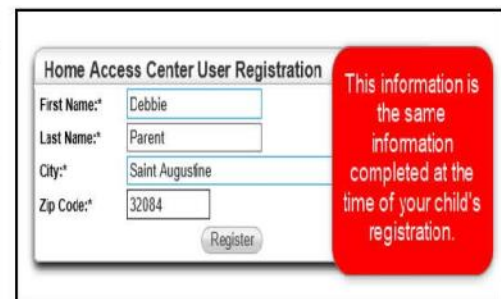 Home Access Center User Registration
First Name:* Debbie
Last Name:* Parent
City:* Saint Augustine
Zip Code:* 32084
Register
This information is
the same
information
completed at the
time of your child's
registration.